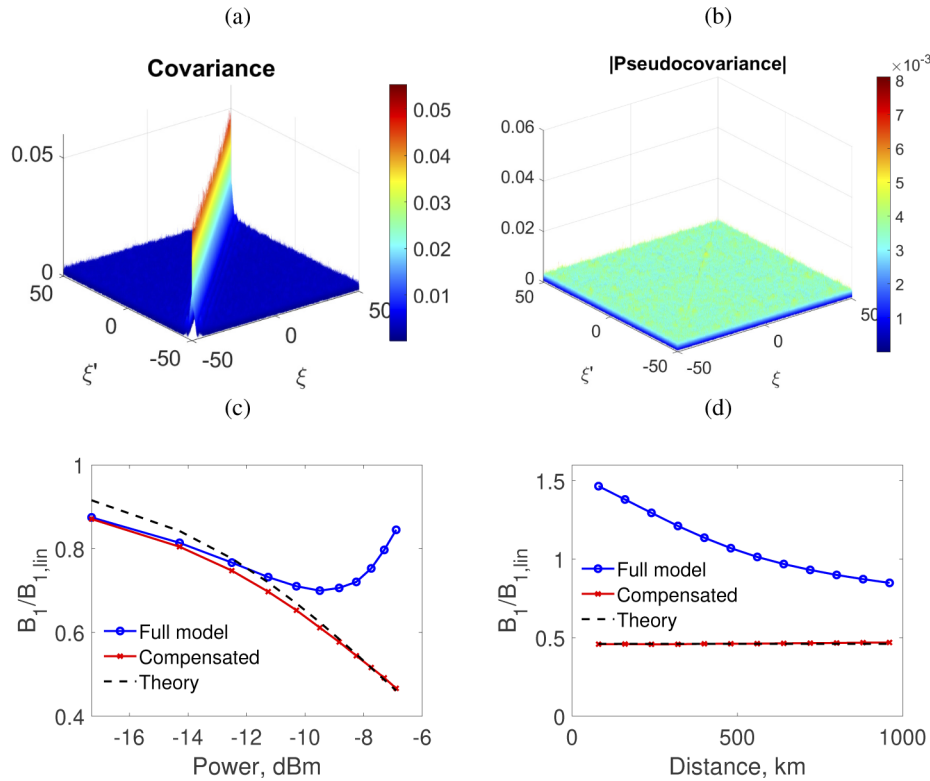 (a)
(b)
Covariance
|Pseudocovariance|
×10⁻³
0.05
0
50
0
-50
-50
0
50
ξ'
ξ
0.05
0.04
0.03
0.02
0.01
0.06
0.04
0.02
0
50
0
-50
-50
0
50
ξ'
ξ
8
7
6
5
4
3
2
1
(c)
(d)
B₁/B₁,lin
1
0.8
0.6
0.4
Full model
Compensated
Theory
-16
-14
-12
-10
-8
-6
Power, dBm
B₁/B₁,lin
1.5
1
0.5
0
Full model
Compensated
Theory
0
500
1000
Distance, km